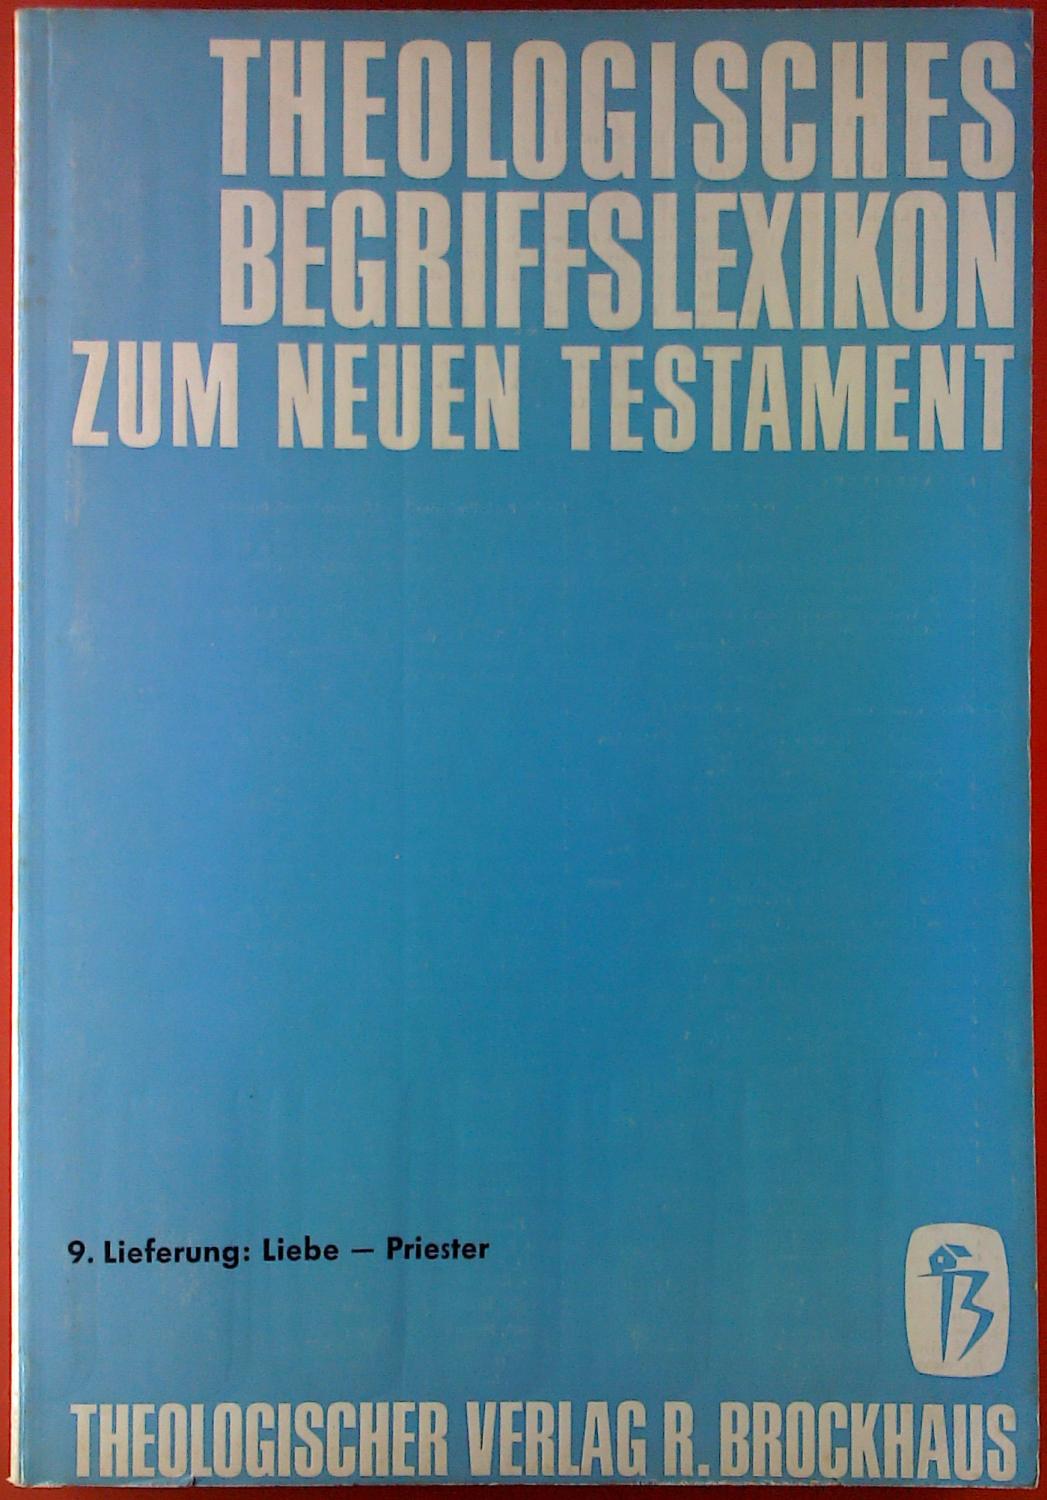 THEOLOGISCHES
BEGRIFFSLEXIKON
ZUM NEUEN TESTAMENT
9. Lieferung: Liebe — Priester
B
THEOLOGISCHER VERLAG R. BROCKHAUS